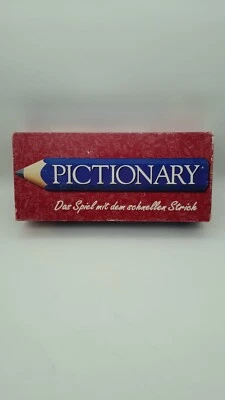 PICTIONARY
Das Spiel mit dem schnellen Strich